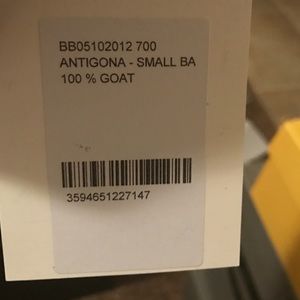 BB05102012 700
ANTIGONA - SMALL BA
100 % GOAT
3594651227147